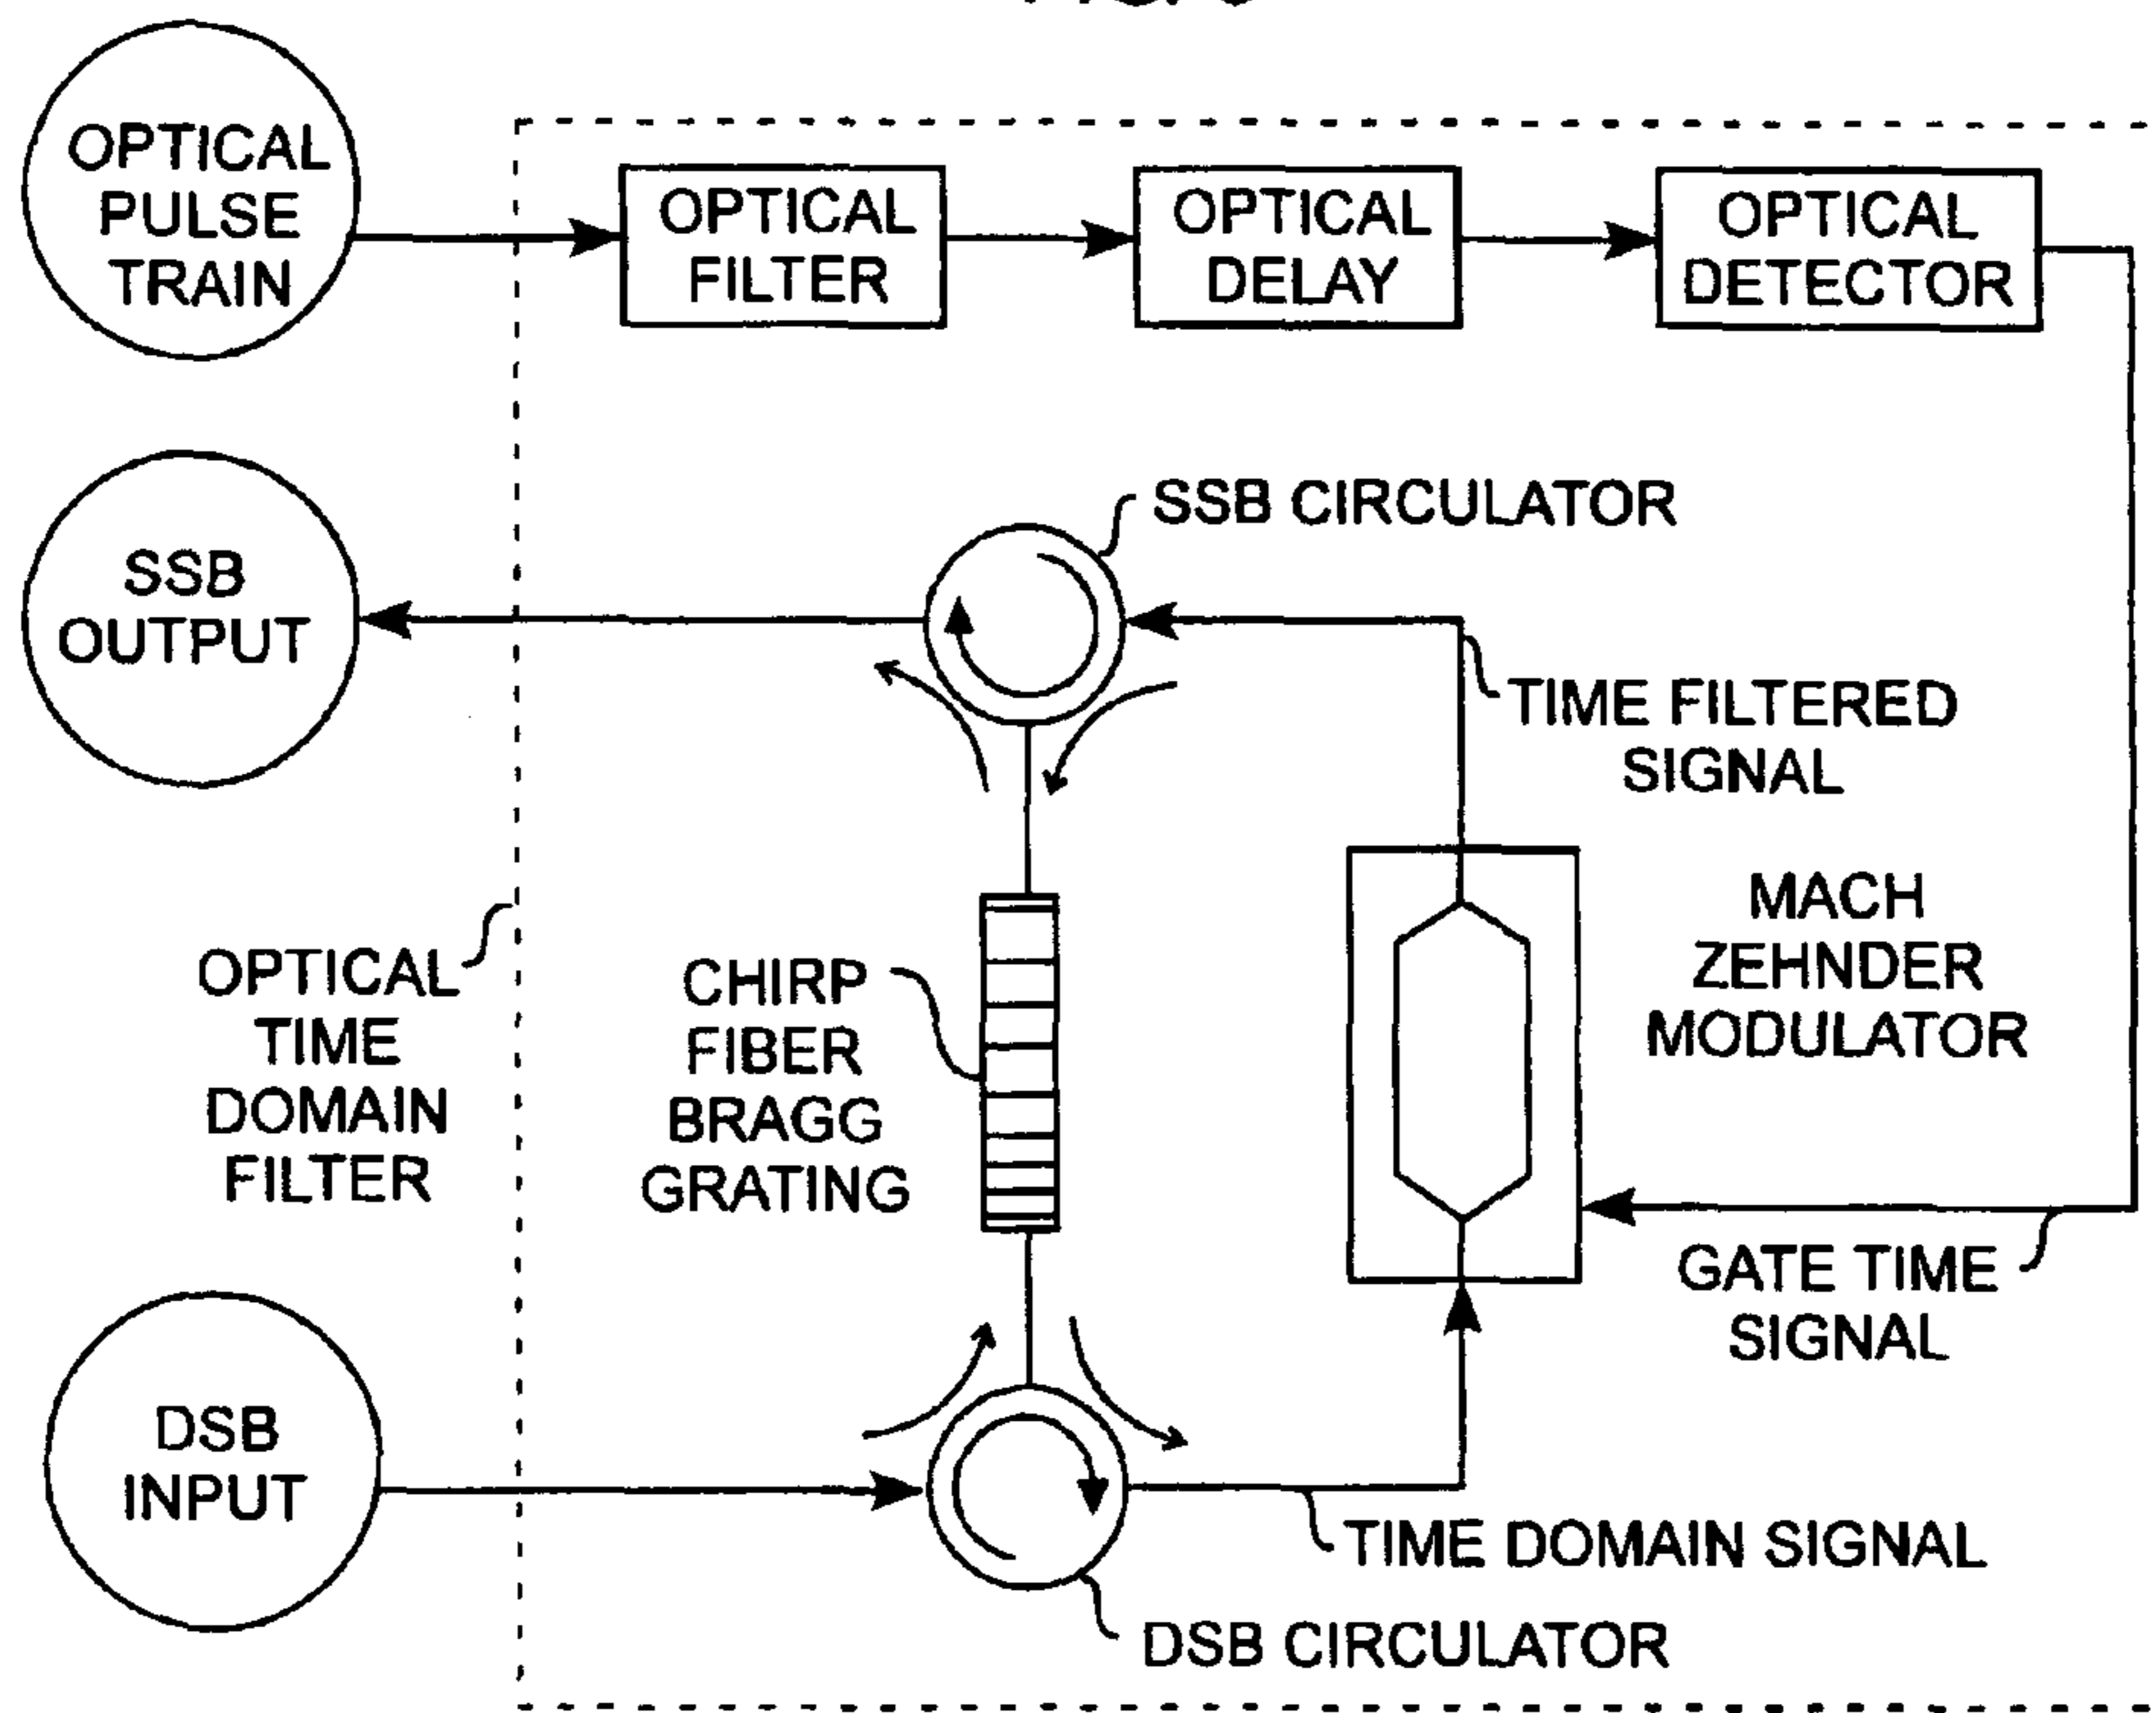 OPTICAL
PULSE
TRAIN
OPTICAL
FILTER
OPTICAL
DELAY
OPTICAL
DETECTOR
SSB CIRCULATOR
SSB
OUTPUT
TIME FILTERED
SIGNAL
MACH
ZEHNDER
MODULATOR
OPTICAL
TIME
DOMAIN
FILTER
CHIRP
FIBER
BRAGG
GRATING
GATE TIME
SIGNAL
DSB
INPUT
TIME DOMAIN SIGNAL
DSB CIRCULATOR